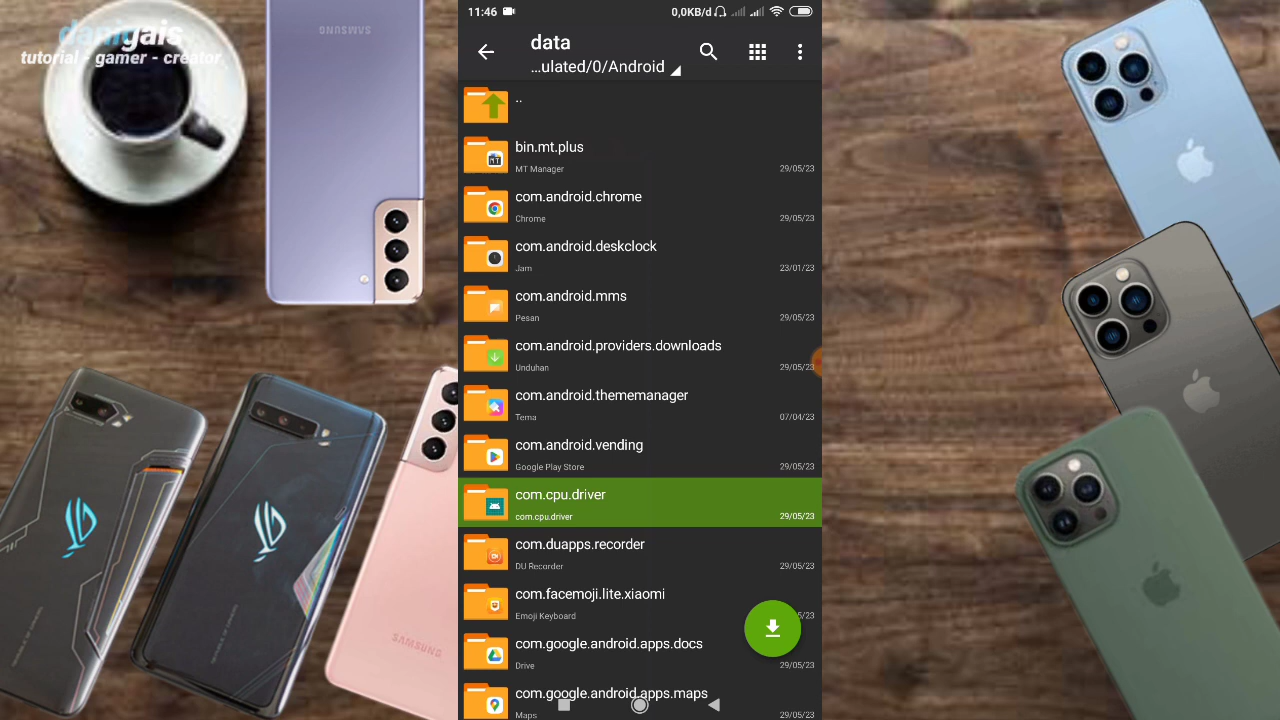 danigais
tutorial - gamer - creator
SAMSUNG
11:46
0,0KB/d
data
...ulated/0/Android
..
bin.mt.plus
MT Manager
29/05/23
com.android.chrome
Chrome
29/05/23
com.android.deskclock
Jam
23/01/23
com.android.mms
Pesan
29/05/23
com.android.providers.downloads
Unduhan
29/05/23
com.android.thememanager
Tema
07/04/23
com.android.vending
Google Play Store
29/05/23
com.cpu.driver
com.cpu.driver
29/05/23
com.duapps.recorder
DU Recorder
29/05/23
com.facemoji.lite.xiaomi
Emoji Keyboard
5/23
com.google.android.apps.docs
Drive
29/05/23
com.google.android.apps.maps
Maps
29/05/23
SAMSUNG